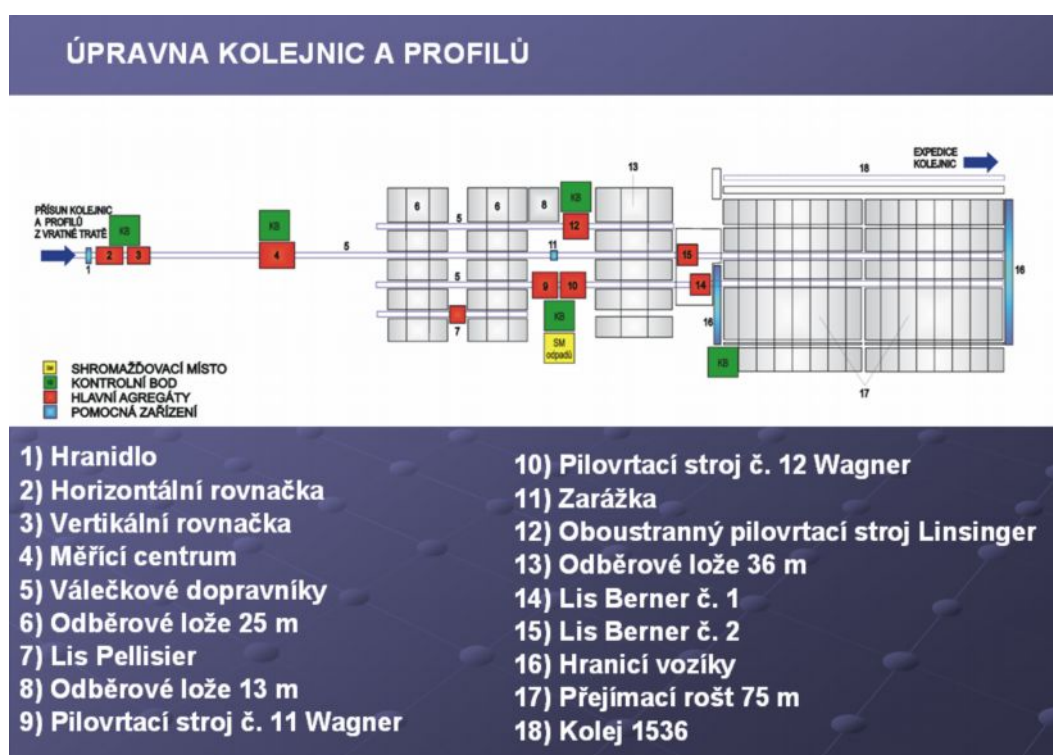 ÚPRAVNA KOLEJNIC A PROFILŮ
EXPEDICE
KOLEJNIC
18
13
PŘÍSUN KOLEJNIC
A PROFILŮ
Z VRATNÉ TRATĚ
KB
KB
KB
6
6
8
5
12
1
2
3
4
5
11
15
16
5
9
10
14
7
KB
16
SM
odpadů
KB
17
SM
SHROMAŽĎOVACÍ MÍSTO
KONTROLNÍ BOD
HLAVNÍ AGREGÁTY
POMOCNÁ ZAŘÍZENÍ
1) Hranidlo
2) Horizontální rovnačka
3) Vertikální rovnačka
4) Měřící centrum
5) Válečkové dopravníky
6) Odběrové lože 25 m
7) Lis Pellisier
8) Odběrové lože 13 m
9) Pilovrtací stroj č. 11 Wagner
10) Pilovrtací stroj č. 12 Wagner
11) Zarážka
12) Oboustranný pilovrtací stroj Linsinger
13) Odběrové lože 36 m
14) Lis Berner č. 1
15) Lis Berner č. 2
16) Hranicí vozíky
17) Přejímací rošt 75 m
18) Kolej 1536